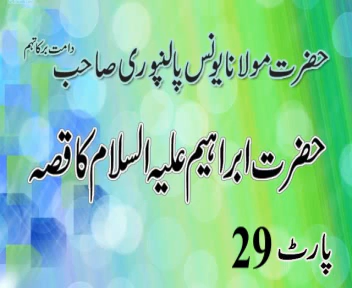 حضرت مولانا یونس پالنپوری صاحب دامت برکاتہم
حضرت ابراہیم علیہ السلام کا قصہ
پارٹ 29